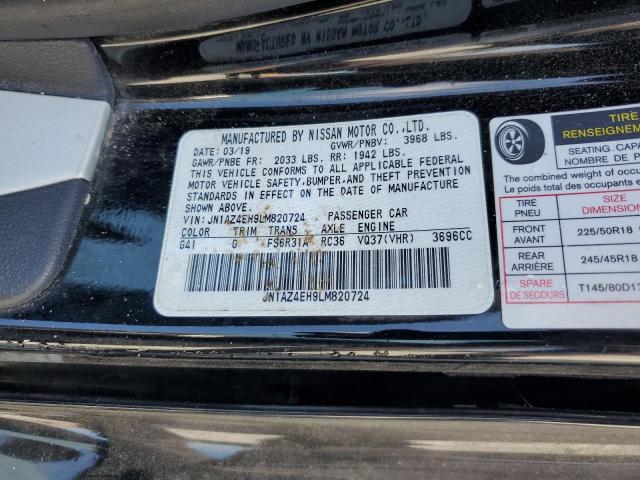 MANUFACTURED BY NISSAN MOTOR CO.,LTD.
DATE: 03/19 GVWR/PNBV: 3968 LBS.
GAWR/PNBE FR: 2033 LBS. RR: 1942 LBS.
THIS VEHICLE CONFORMS TO ALL APPLICABLE FEDERAL
MOTOR VEHICLE SAFETY, BUMPER, AND THEFT PREVENTION
STANDARDS IN EFFECT ON THE DATE OF MANUFACTURE
SHOWN ABOVE.
VIN: JN1AZ4EH9LM820724 PASSENGER CAR
COLOR TRIM TRANS AXLE ENGINE
G41 G FS6R31A RC36 VQ37(VHR) 3696CC
JN1AZ4EH9LM820724
TIRE
RENSEIGNEME
SEATING CAPA
NOMBRE DE
The combined weight of occup
Le poids total des occupants e
TIRE PNEU
SIZE DIMENSION
FRONT AVANT 225/50R18
REAR ARRIÈRE 245/45R18
SPARE DE SECOURS T145/80D17